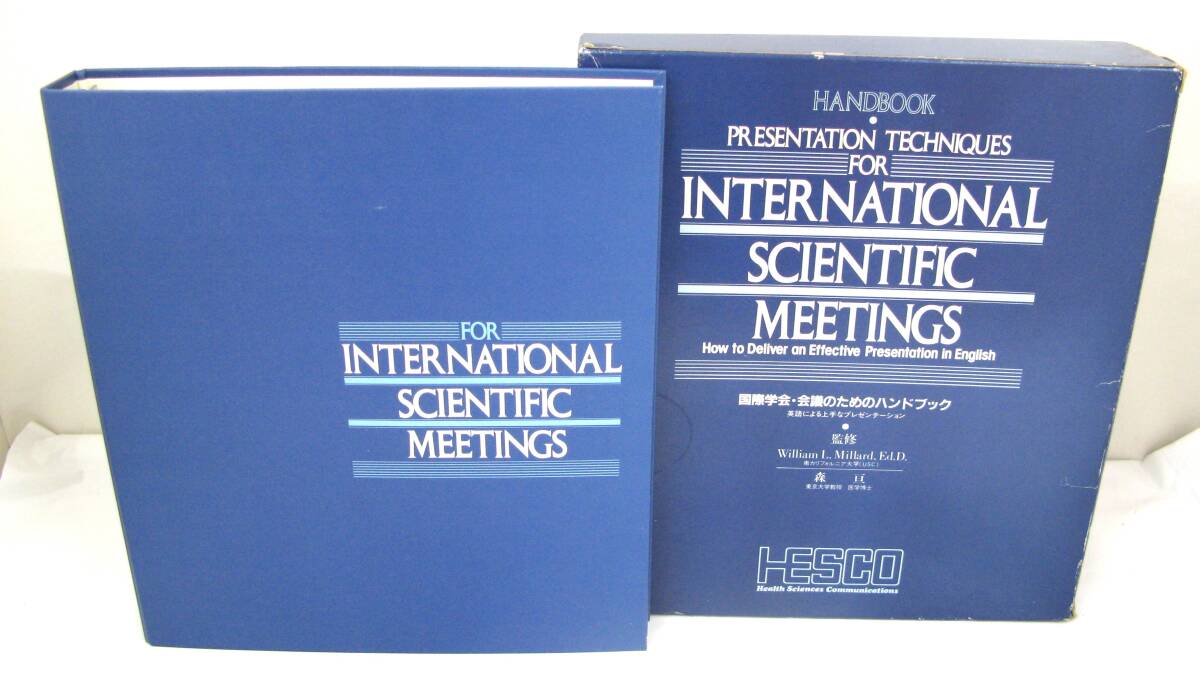 FOR
INTERNATIONAL
SCIENTIFIC
MEETINGS
HANDBOOK
•
PRESENTATION TECHNIQUES
FOR
INTERNATIONAL
SCIENTIFIC
MEETINGS
How to Deliver an Effective Presentation in English
国際学会・会議のためのハンドブック
英語による上手なプレゼンテーション
•
監修
William L. Millard, Ed.D.
南カリフォルニア大学(USC)
森 亘
東京大学教授 医学博士
HESCO
Health Sciences Communications